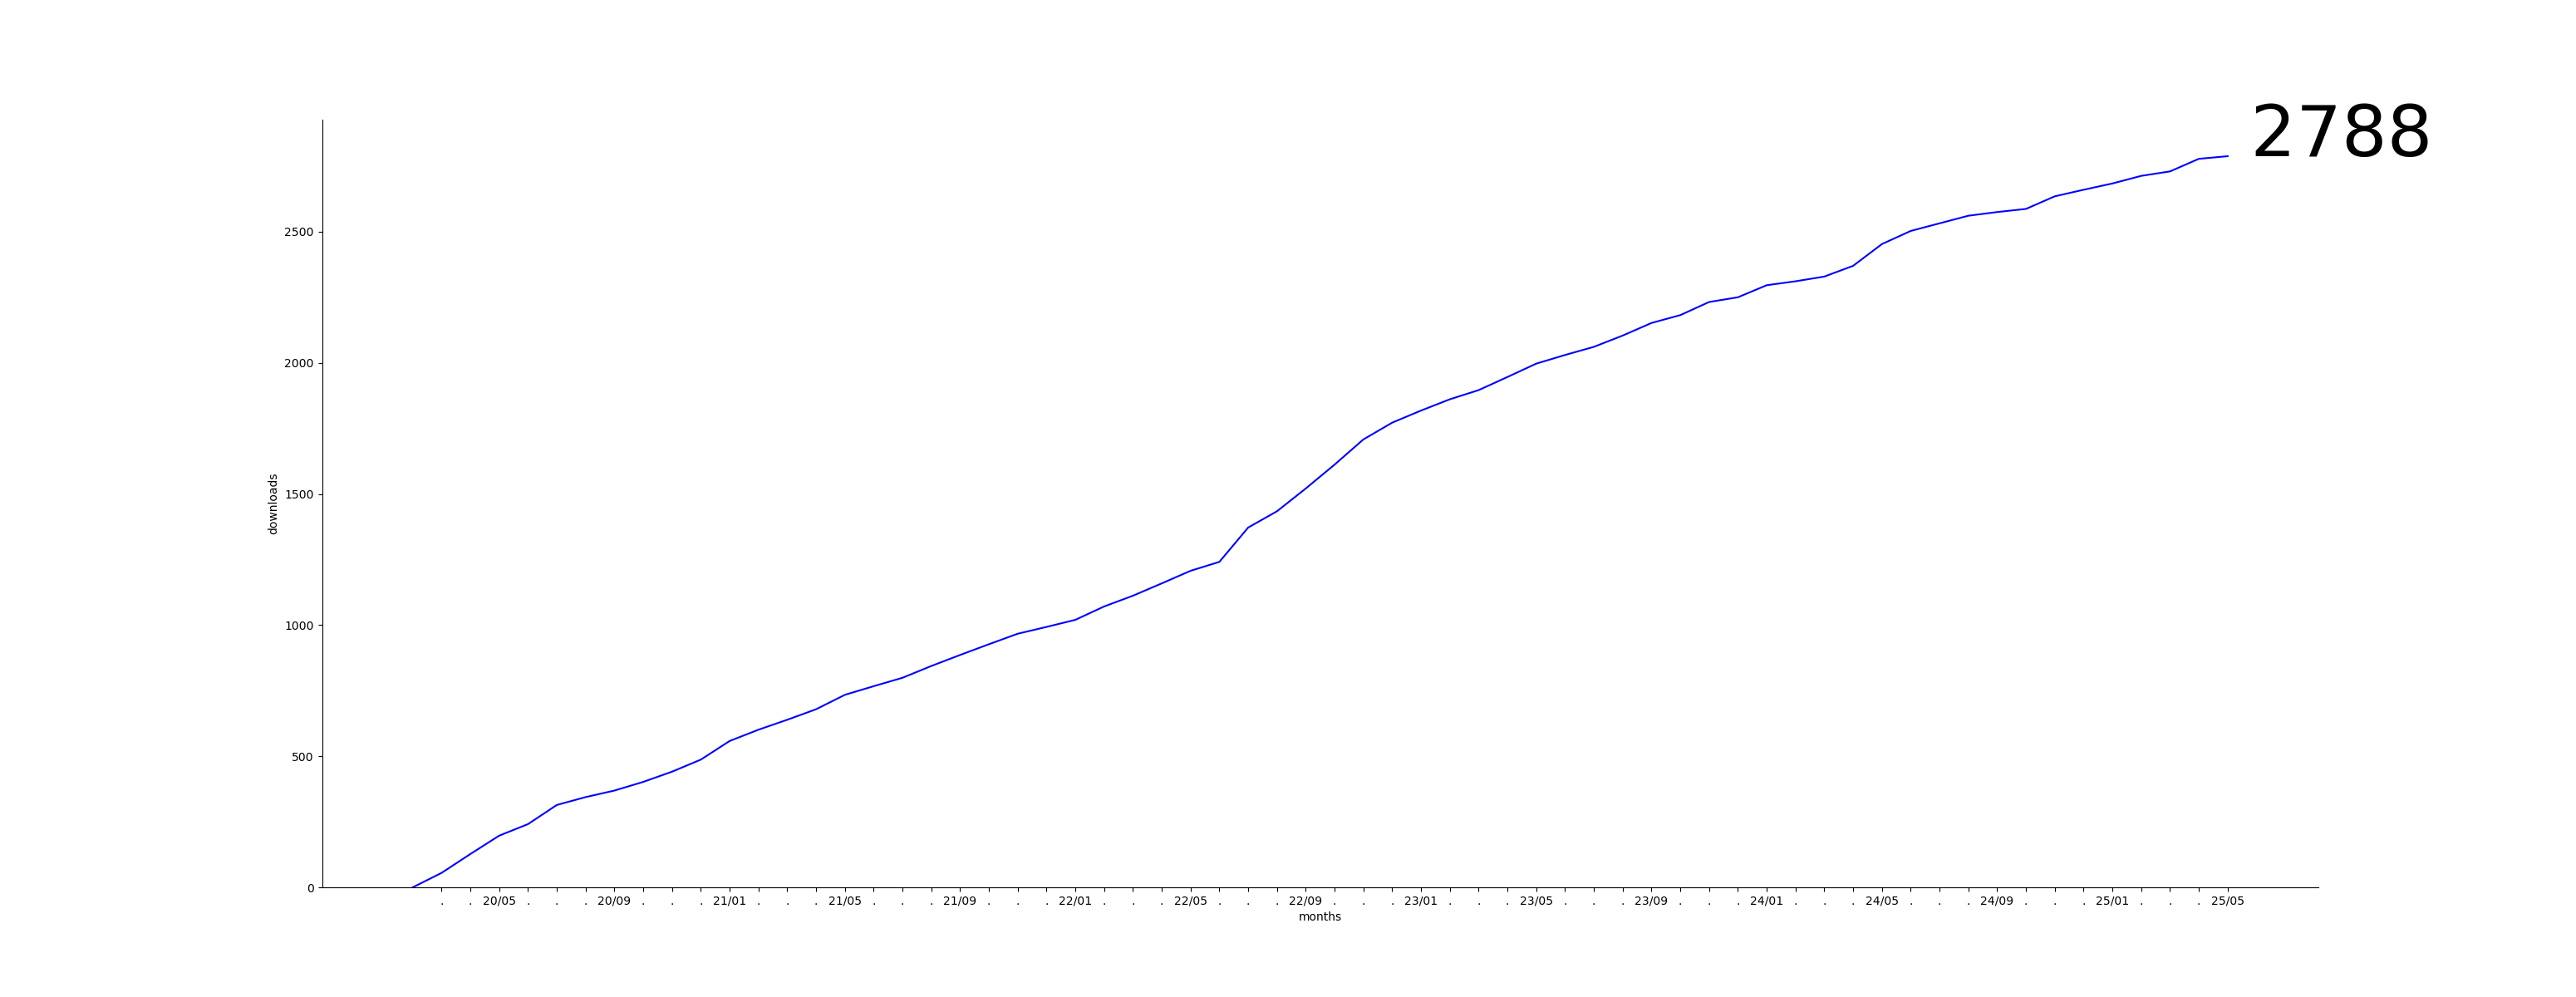 2788
2500
2000
1500
1000
500
0
downloads
. . 20/05 . . . 20/09 . . . 21/01 . . . 21/05 . . . 21/09 . . . 22/01 . . . 22/05 . . . 22/09 . . . 23/01 . . . 23/05 . . . 23/09 . . . 24/01 . . . 24/05 . . . 24/09 . . . 25/01 . . . 25/05
months